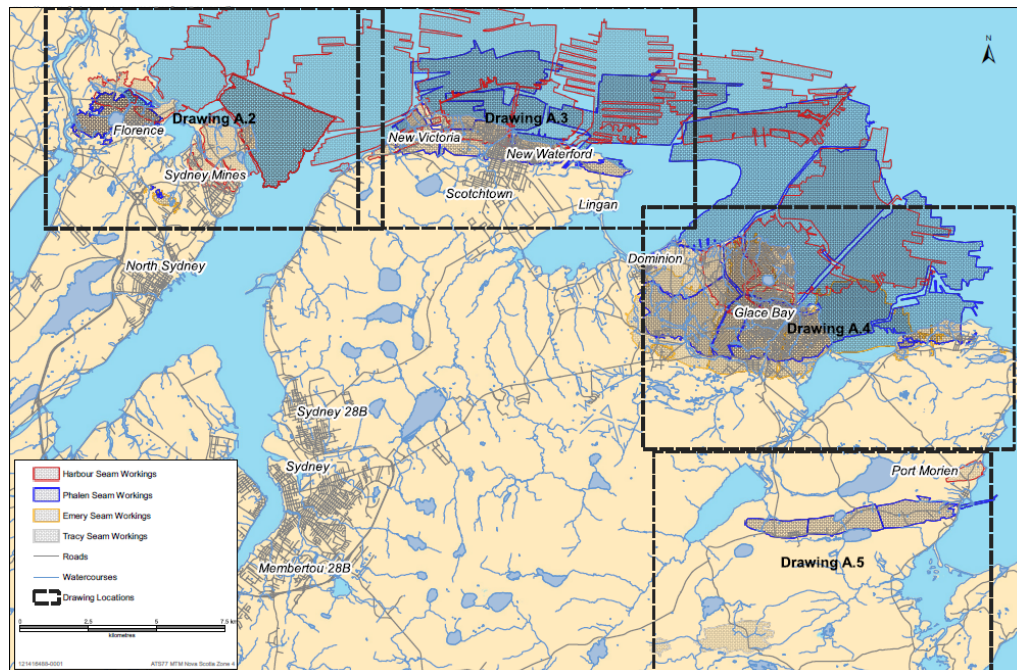 N
Drawing A.2
Drawing A.3
Florence
New Victoria
New Waterford
Sydney Mines
Scotchtown
Lingan
Dominion
North Sydney
Glace Bay
Drawing A.4
Sydney 28B
Sydney
Port Morien
Membertou 28B
Drawing A.5
Harbour Seam Workings
Phalen Seam Workings
Emery Seam Workings
Tracy Seam Workings
Roads
Watercourses
Drawing Locations
0 2.5 5 7.5 km
kilometres
121416488-0001 ATS77 MTM Nova Scotia Zone 4